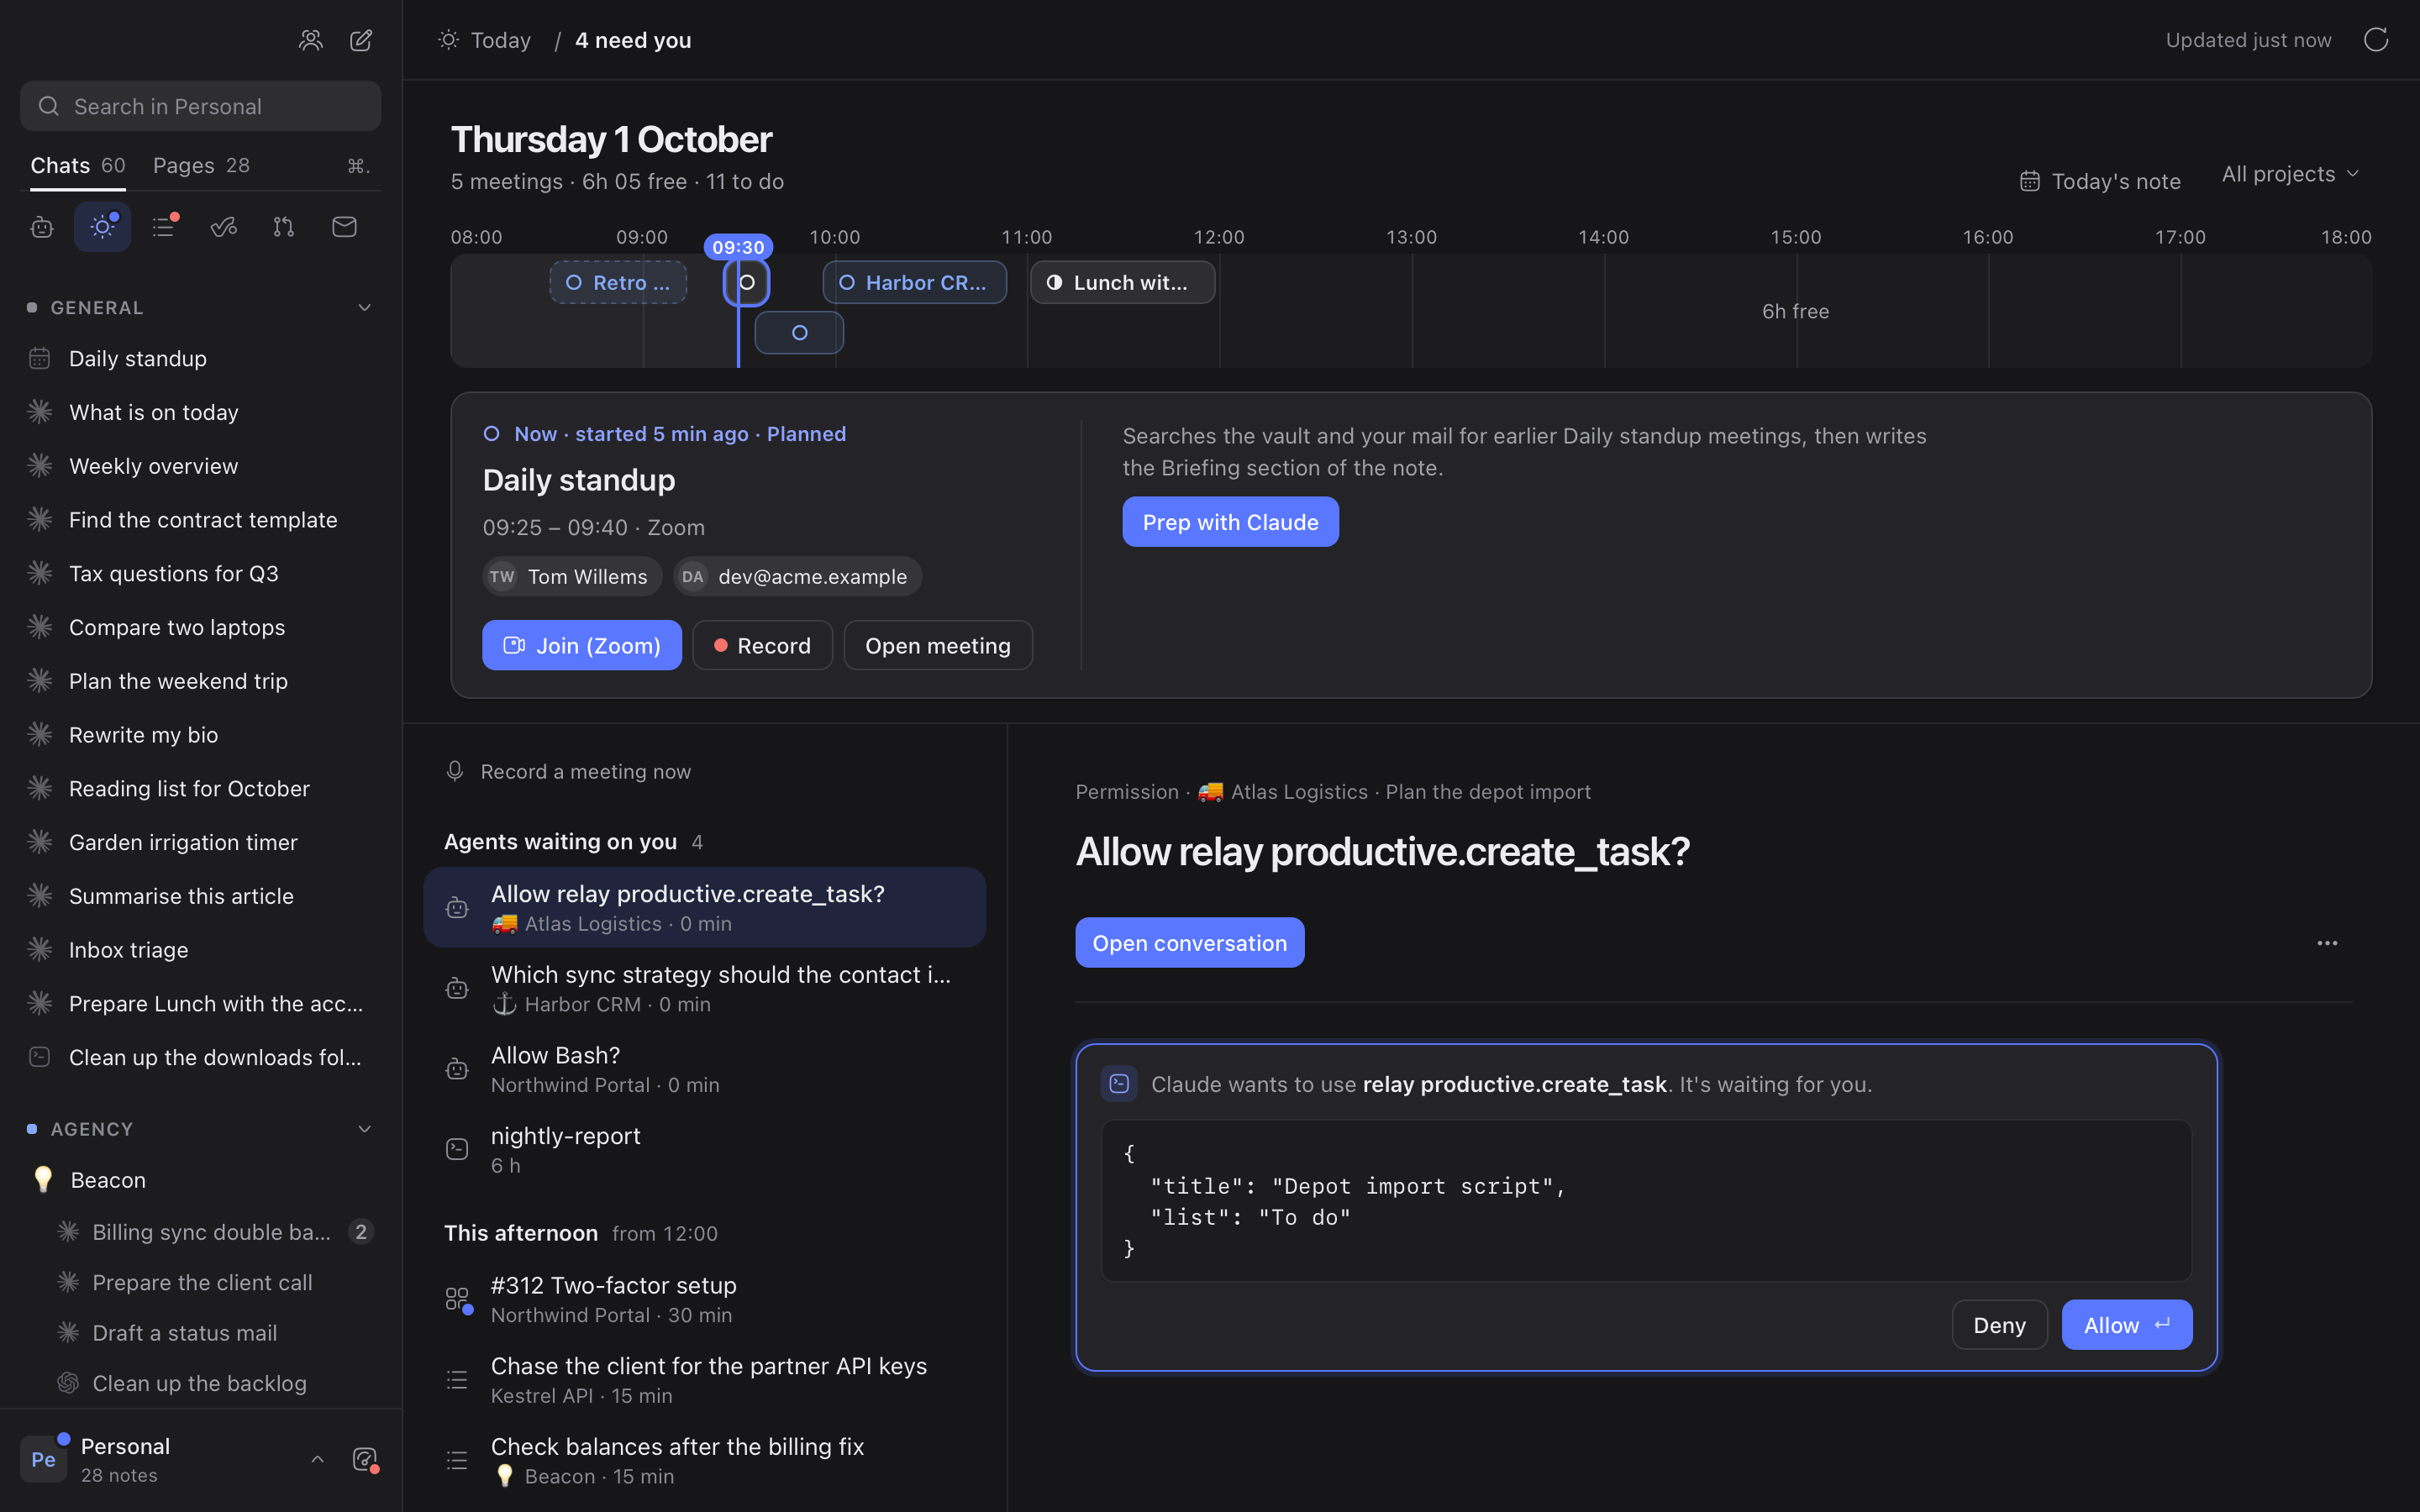 Search in Personal
Chats 60 Pages 28 ⌘.
GENERAL
Daily standup
What is on today
Weekly overview
Find the contract template
Tax questions for Q3
Compare two laptops
Plan the weekend trip
Rewrite my bio
Reading list for October
Garden irrigation timer
Summarise this article
Inbox triage
Prepare Lunch with the acc...
Clean up the downloads fol...
AGENCY
Beacon
Billing sync double ba... 2
Prepare the client call
Draft a status mail
Clean up the backlog
Pe Personal
28 notes
Today / 4 need you
Updated just now
Thursday 1 October
5 meetings · 6h 05 free · 11 to do
Today's note All projects
08:00 09:00 09:30 10:00 11:00 12:00 13:00 14:00 15:00 16:00 17:00 18:00
Retro ... Harbor CR... Lunch wit...
6h free
Now · started 5 min ago · Planned
Daily standup
09:25 – 09:40 · Zoom
TW Tom Willems DA dev@acme.example
Join (Zoom) Record Open meeting
Searches the vault and your mail for earlier Daily standup meetings, then writes
the Briefing section of the note.
Prep with Claude
Record a meeting now
Agents waiting on you 4
Allow relay productive.create_task?
Atlas Logistics · 0 min
Which sync strategy should the contact i...
Harbor CRM · 0 min
Allow Bash?
Northwind Portal · 0 min
nightly-report
6 h
This afternoon from 12:00
#312 Two-factor setup
Northwind Portal · 30 min
Chase the client for the partner API keys
Kestrel API · 15 min
Check balances after the billing fix
Beacon · 15 min
Permission · 🚚 Atlas Logistics · Plan the depot import
Allow relay productive.create_task?
Open conversation
Claude wants to use relay productive.create_task. It's waiting for you.
{
"title": "Depot import script",
"list": "To do"
}
Deny Allow ↵